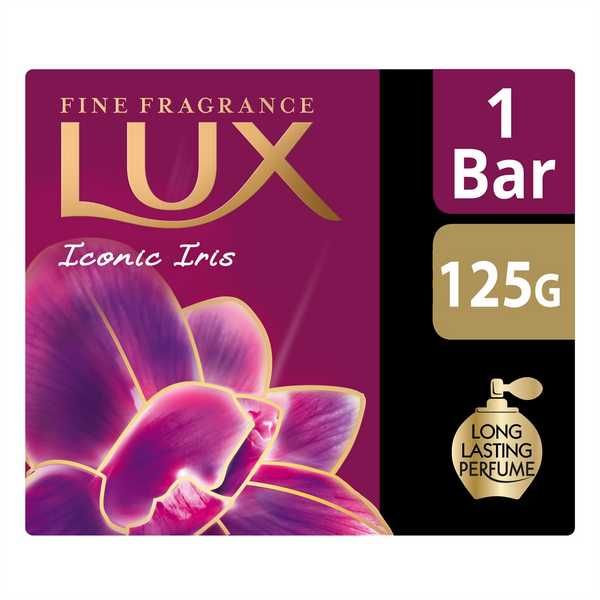 FINE FRAGRANCE
LUX
Iconic Iris
1
Bar
125G
LONG
LASTING
PERFUME